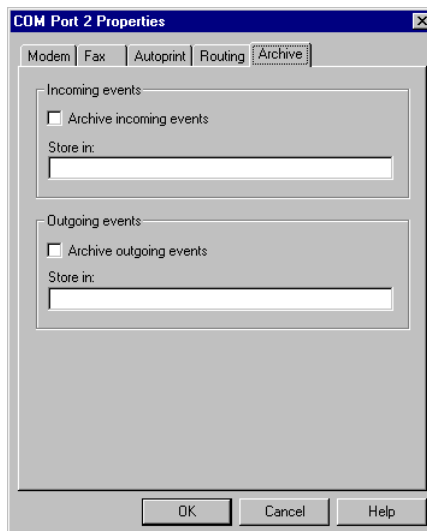 COM Port 2 Properties
Modem Fax Autoprint Routing Archive
Incoming events
Archive incoming events
Store in:
Outgoing events
Archive outgoing events
Store in:
OK Cancel Help